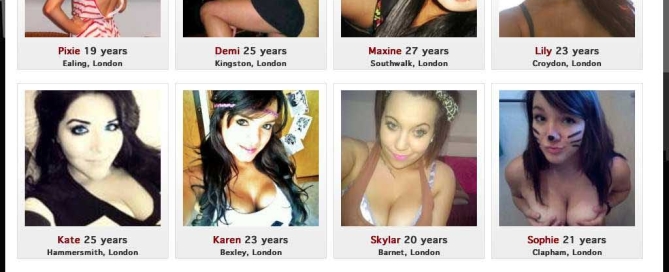 Pixie 19 years
Ealing, London
Demi 25 years
Kingston, London
Maxine 27 years
Southwalk, London
Lily 23 years
Croydon, London
Kate 25 years
Hammersmith, London
Karen 23 years
Bexley, London
Skylar 20 years
Barnet, London
Sophie 21 years
Clapham, London